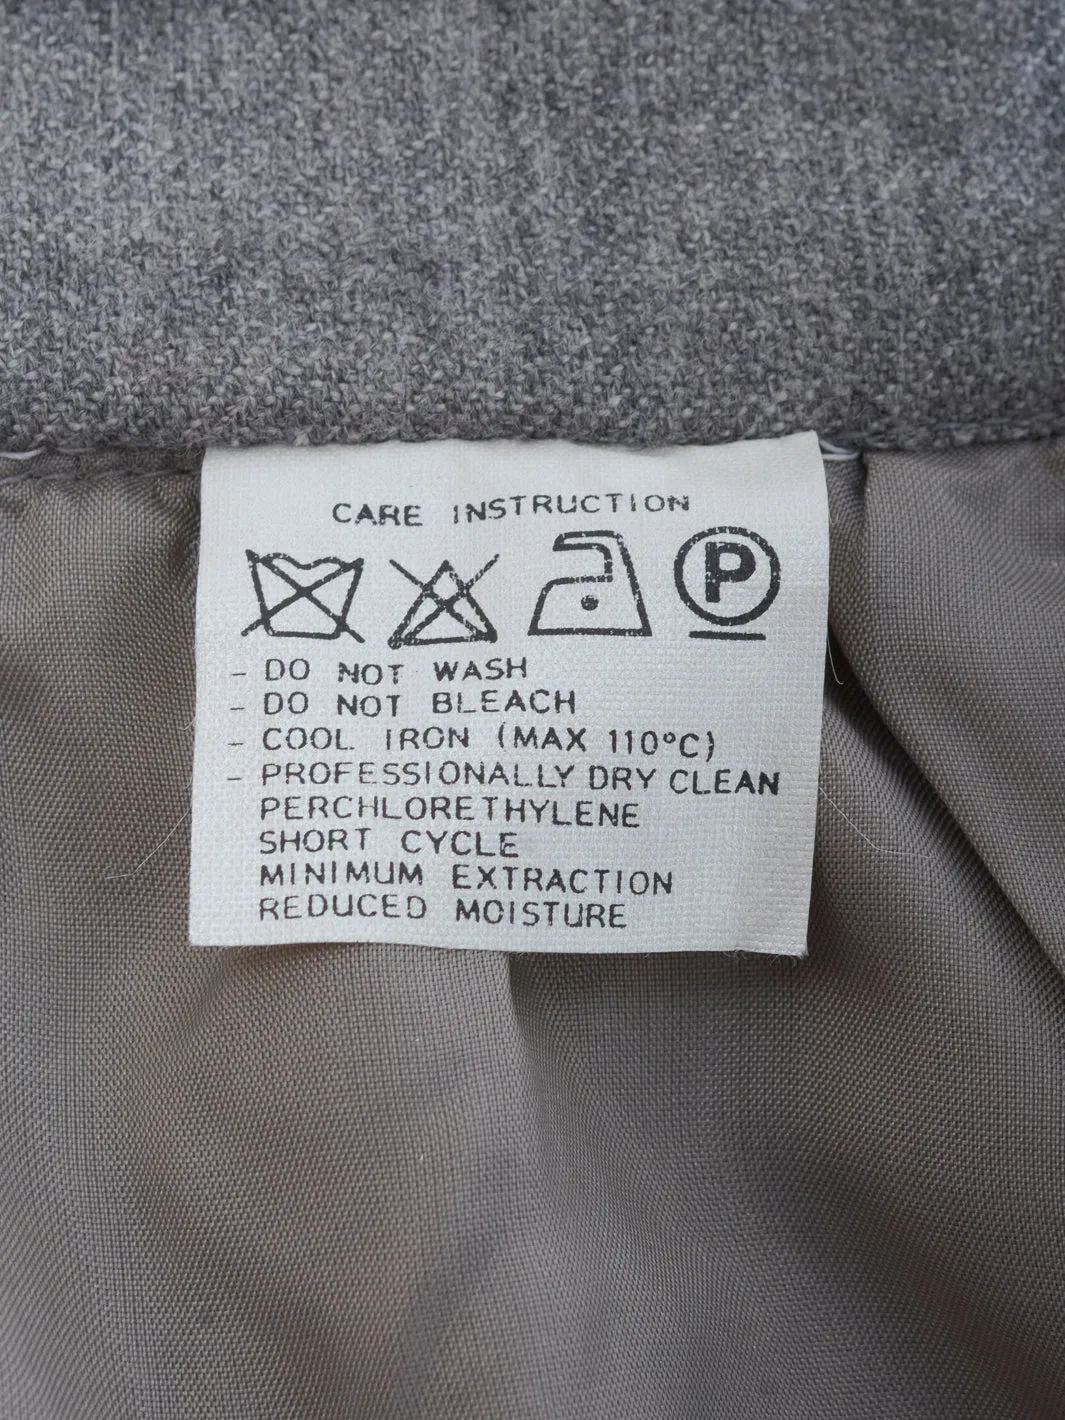 CARE INSTRUCTION
P
- DO NOT WASH
- DO NOT BLEACH
- COOL IRON (MAX 110°C)
- PROFESSIONALLY DRY CLEAN
PERCHLORETHYLENE
SHORT CYCLE
MINIMUM EXTRACTION
REDUCED MOISTURE